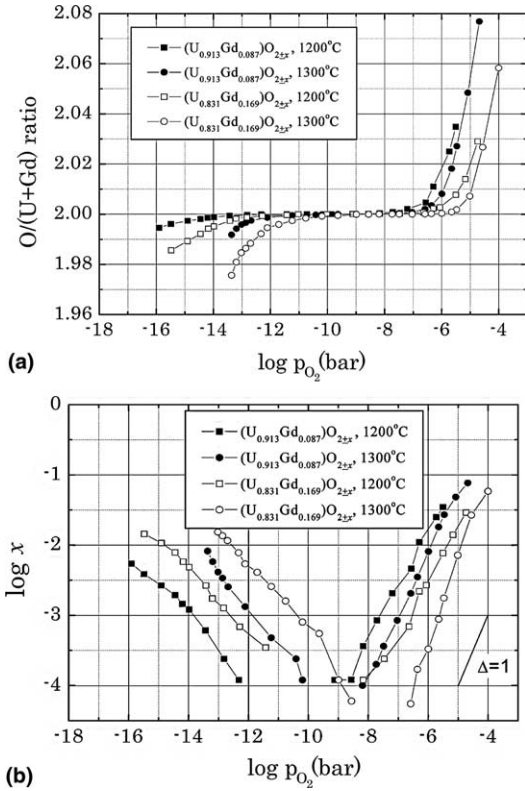 2.08
2.06
2.04
2.02
2.00
1.98
1.96
O/(U+Gd) ratio
(U0.913Gd0.087)O2±x, 1200°C
(U0.913Gd0.087)O2±x, 1300°C
(U0.831Gd0.169)O2±x, 1200°C
(U0.831Gd0.169)O2±x, 1300°C
-18 -16 -14 -12 -10 -8 -6 -4
log pO2(bar)
(a)
0
-1
-2
-3
-4
log x
(U0.913Gd0.087)O2±x, 1200°C
(U0.913Gd0.087)O2±x, 1300°C
(U0.831Gd0.169)O2±x, 1200°C
(U0.831Gd0.169)O2±x, 1300°C
Δ=1
-18 -16 -14 -12 -10 -8 -6 -4
log pO2(bar)
(b)